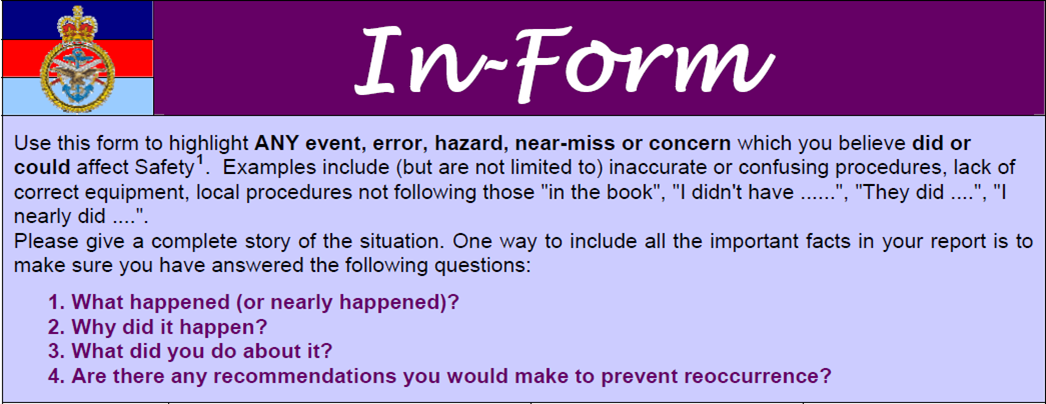 In-Form
Use this form to highlight ANY event, error, hazard, near-miss or concern which you believe did or
could affect Safety1.  Examples include (but are not limited to) inaccurate or confusing procedures, lack of
correct equipment, local procedures not following those "in the book", "I didn't have ......", "They did ....", "I
nearly did ....".
Please give a complete story of the situation. One way to include all the important facts in your report is to
make sure you have answered the following questions:
1. What happened (or nearly happened)?
2. Why did it happen?
3. What did you do about it?
4. Are there any recommendations you would make to prevent reoccurrence?